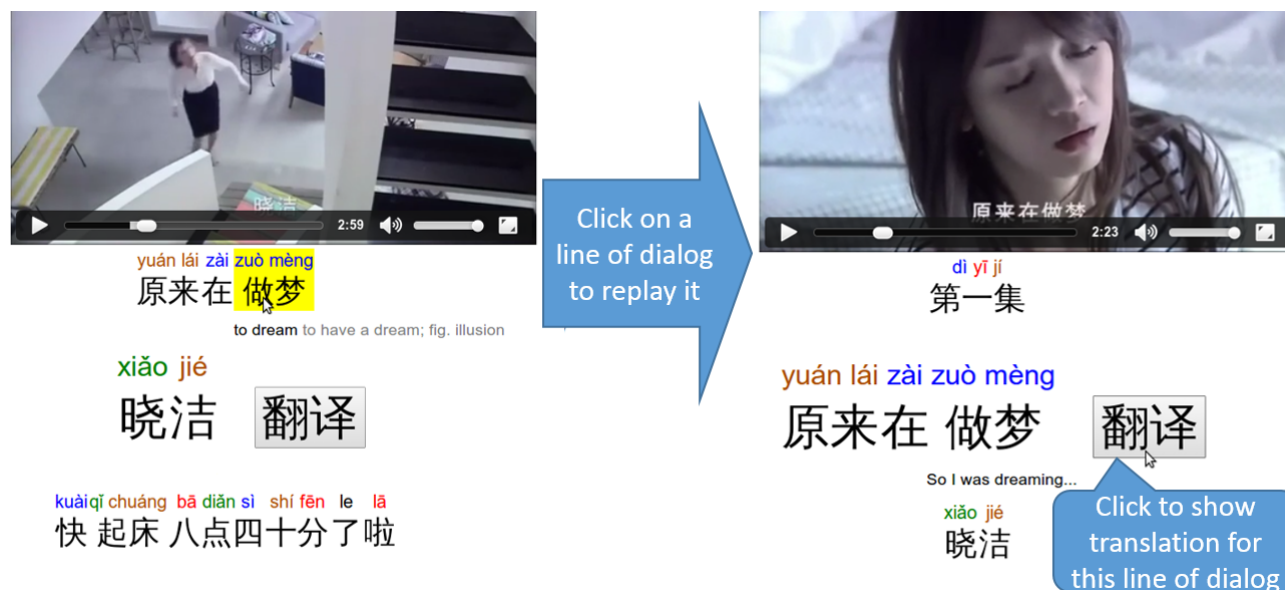 晓洁
2:59
yuán lái zài zuò mèng
原来在 做梦
to dream to have a dream; fig. illusion
xiǎo jié
晓洁 翻译
kuài qǐ chuáng bā diǎn sì shí fēn le lā
快 起床 八点四十分了啦
Click on a
line of dialog
to replay it
原来在做梦
2:23
dì yī jí
第一集
yuán lái zài zuò mèng
原来在 做梦 翻译
So I was dreaming...
xiǎo jié
晓洁
Click to show
translation for
this line of dialog